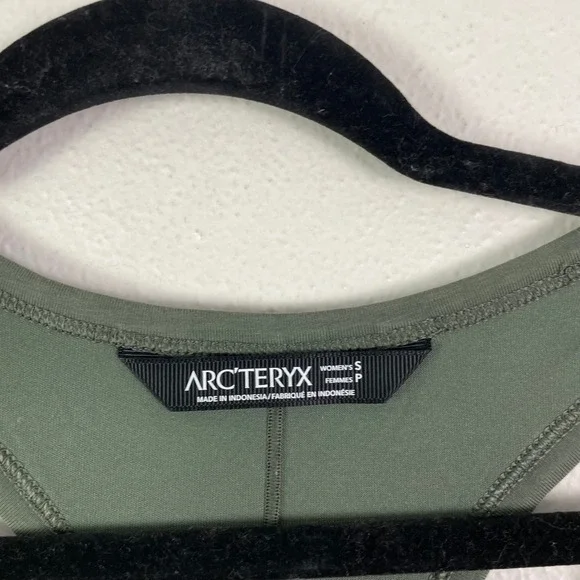 ARC'TERYX WOMEN'S S
FEMMES P
MADE IN INDONESIA/FABRIQUÉ EN INDONÉSIE